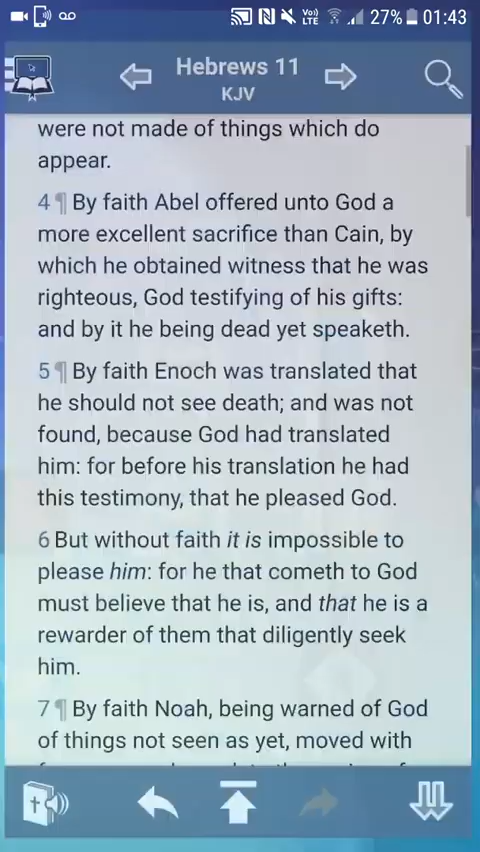 27% 01:43
Hebrews 11
KJV
were not made of things which do
appear.
4 ¶ By faith Abel offered unto God a
more excellent sacrifice than Cain, by
which he obtained witness that he was
righteous, God testifying of his gifts:
and by it he being dead yet speaketh.
5 ¶ By faith Enoch was translated that
he should not see death; and was not
found, because God had translated
him: for before his translation he had
this testimony, that he pleased God.
6 But without faith it is impossible to
please him: for he that cometh to God
must believe that he is, and that he is a
rewarder of them that diligently seek
him.
7 ¶ By faith Noah, being warned of God
of things not seen as yet, moved with